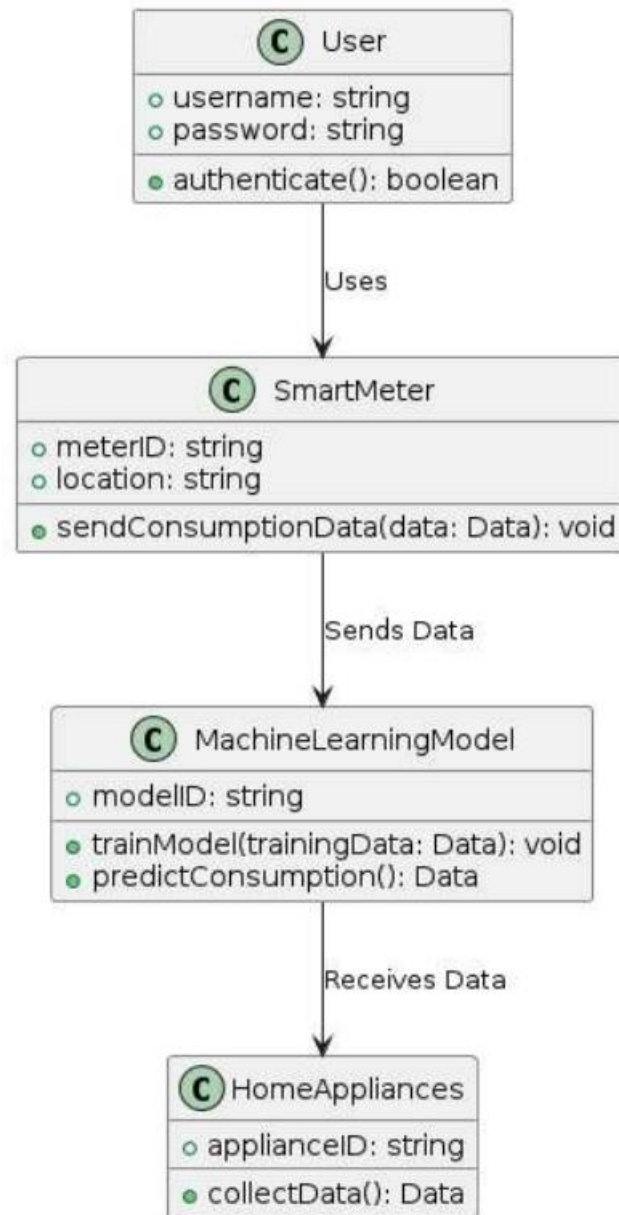 C User
username: string
password: string
authenticate(): boolean
Uses
C SmartMeter
meterID: string
location: string
sendConsumptionData(data: Data): void
Sends Data
C MachineLearningModel
modelID: string
trainModel(trainingData: Data): void
predictConsumption(): Data
Receives Data
C HomeAppliances
applianceID: string
collectData(): Data